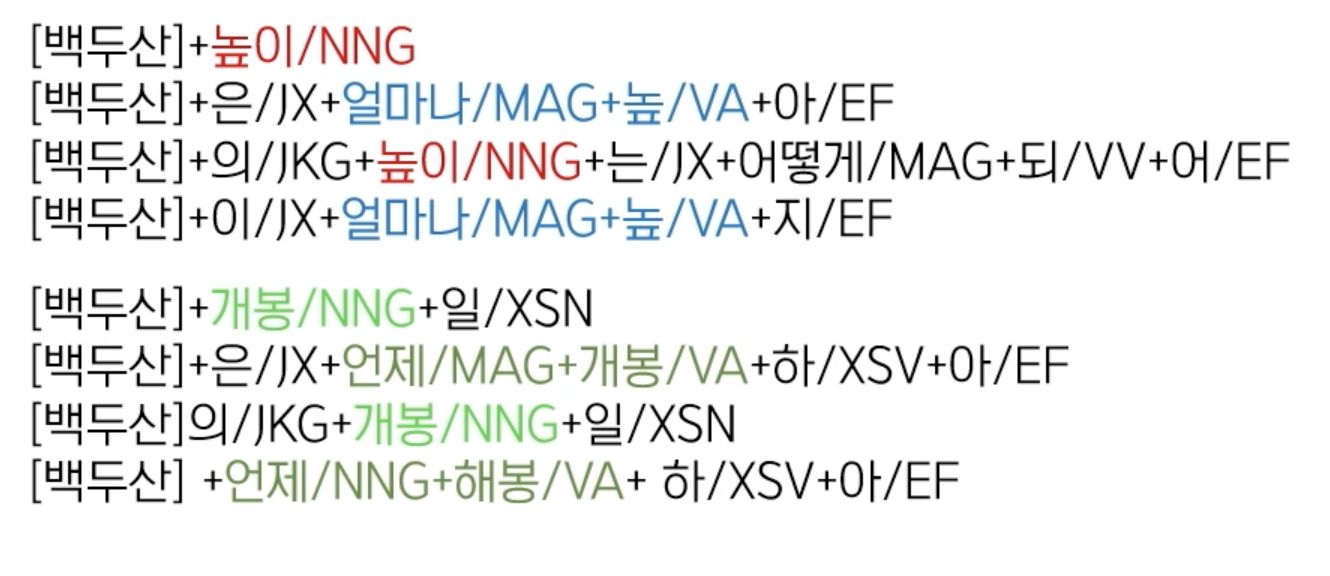 [백두산]+높이/NNG
[백두산]+은/JX+얼마나/MAG+높/VA+아/EF
[백두산]+의/JKG+높이/NNG+는/JX+어떻게/MAG+되/VV+어/EF
[백두산]+이/JX+얼마나/MAG+높/VA+지/EF
[백두산]+개봉/NNG+일/XSN
[백두산]+은/JX+언제/MAG+개봉/VA+하/XSV+아/EF
[백두산]의/JKG+개봉/NNG+일/XSN
[백두산] +언제/NNG+해봉/VA+ 하/XSV+아/EF